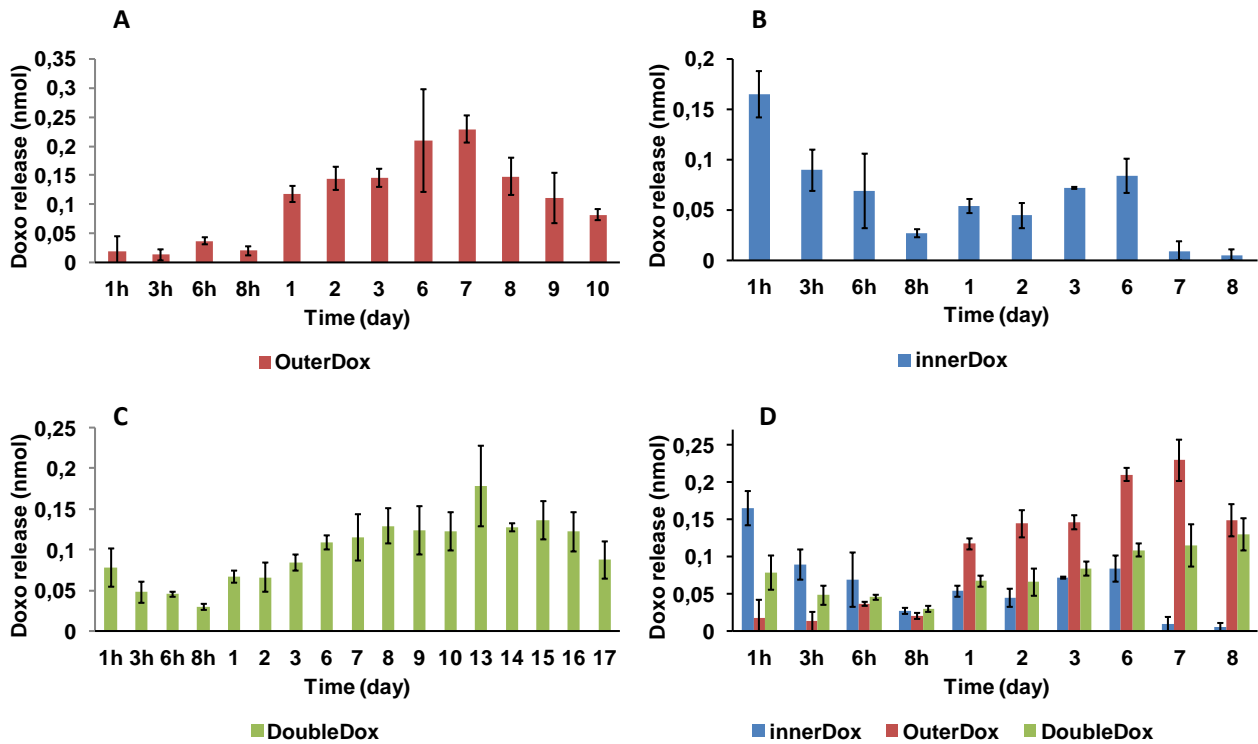 A
Doxo release (nmol)
0,35
0,3
0,25
0,2
0,15
0,1
0,05
0
1h 3h 6h 8h 1 2 3 6 7 8 9 10
Time (day)
OuterDox
B
Doxo release (nmol)
0,2
0,15
0,1
0,05
0
1h 3h 6h 8h 1 2 3 6 7 8
Time (day)
innerDox
C
Doxo release (nmol)
0,25
0,2
0,15
0,1
0,05
0
1h 3h 6h 8h 1 2 3 6 7 8 9 10 13 14 15 16 17
Time (day)
DoubleDox
D
Doxo release (nmol)
0,25
0,2
0,15
0,1
0,05
0
1h 3h 6h 8h 1 2 3 6 7 8
Time (day)
innerDox OuterDox DoubleDox